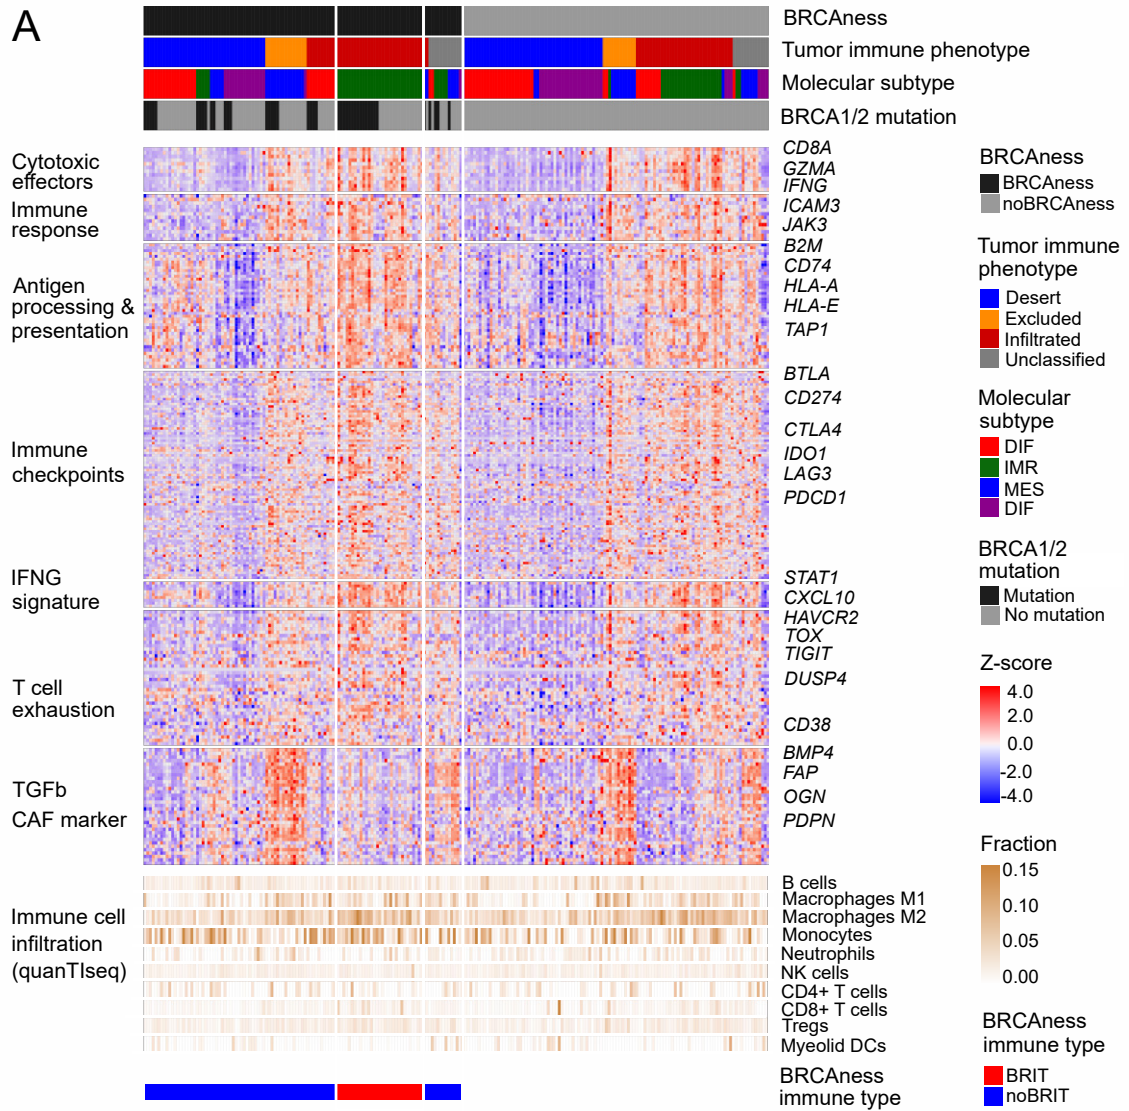 A
BRCAness
Tumor immune phenotype
Molecular subtype
BRCA1/2 mutation
Cytotoxic
effectors
Immune
response
Antigen
processing &
presentation
Immune
checkpoints
IFNG
signature
T cell
exhaustion
TGFb
CAF marker
Immune cell
infiltration
(quanTIseq)
CD8A
GZMA
IFNG
ICAM3
JAK3
B2M
CD74
HLA-A
HLA-E
TAP1
BTLA
CD274
CTLA4
IDO1
LAG3
PDCD1
STAT1
CXCL10
HAVCR2
TOX
TIGIT
DUSP4
CD38
BMP4
FAP
OGN
PDPN
B cells
Macrophages M1
Macrophages M2
Monocytes
Neutrophils
NK cells
CD4+ T cells
CD8+ T cells
Tregs
Myeolid DCs
BRCAness
immune type
BRCAness
BRCAness
noBRCAness
Tumor immune
phenotype
Desert
Excluded
Infiltrated
Unclassified
Molecular
subtype
DIF
IMR
MES
DIF
BRCA1/2
mutation
Mutation
No mutation
Z-score
4.0
2.0
0.0
-2.0
-4.0
Fraction
0.15
0.10
0.05
0.00
BRCAness
immune type
BRIT
noBRIT